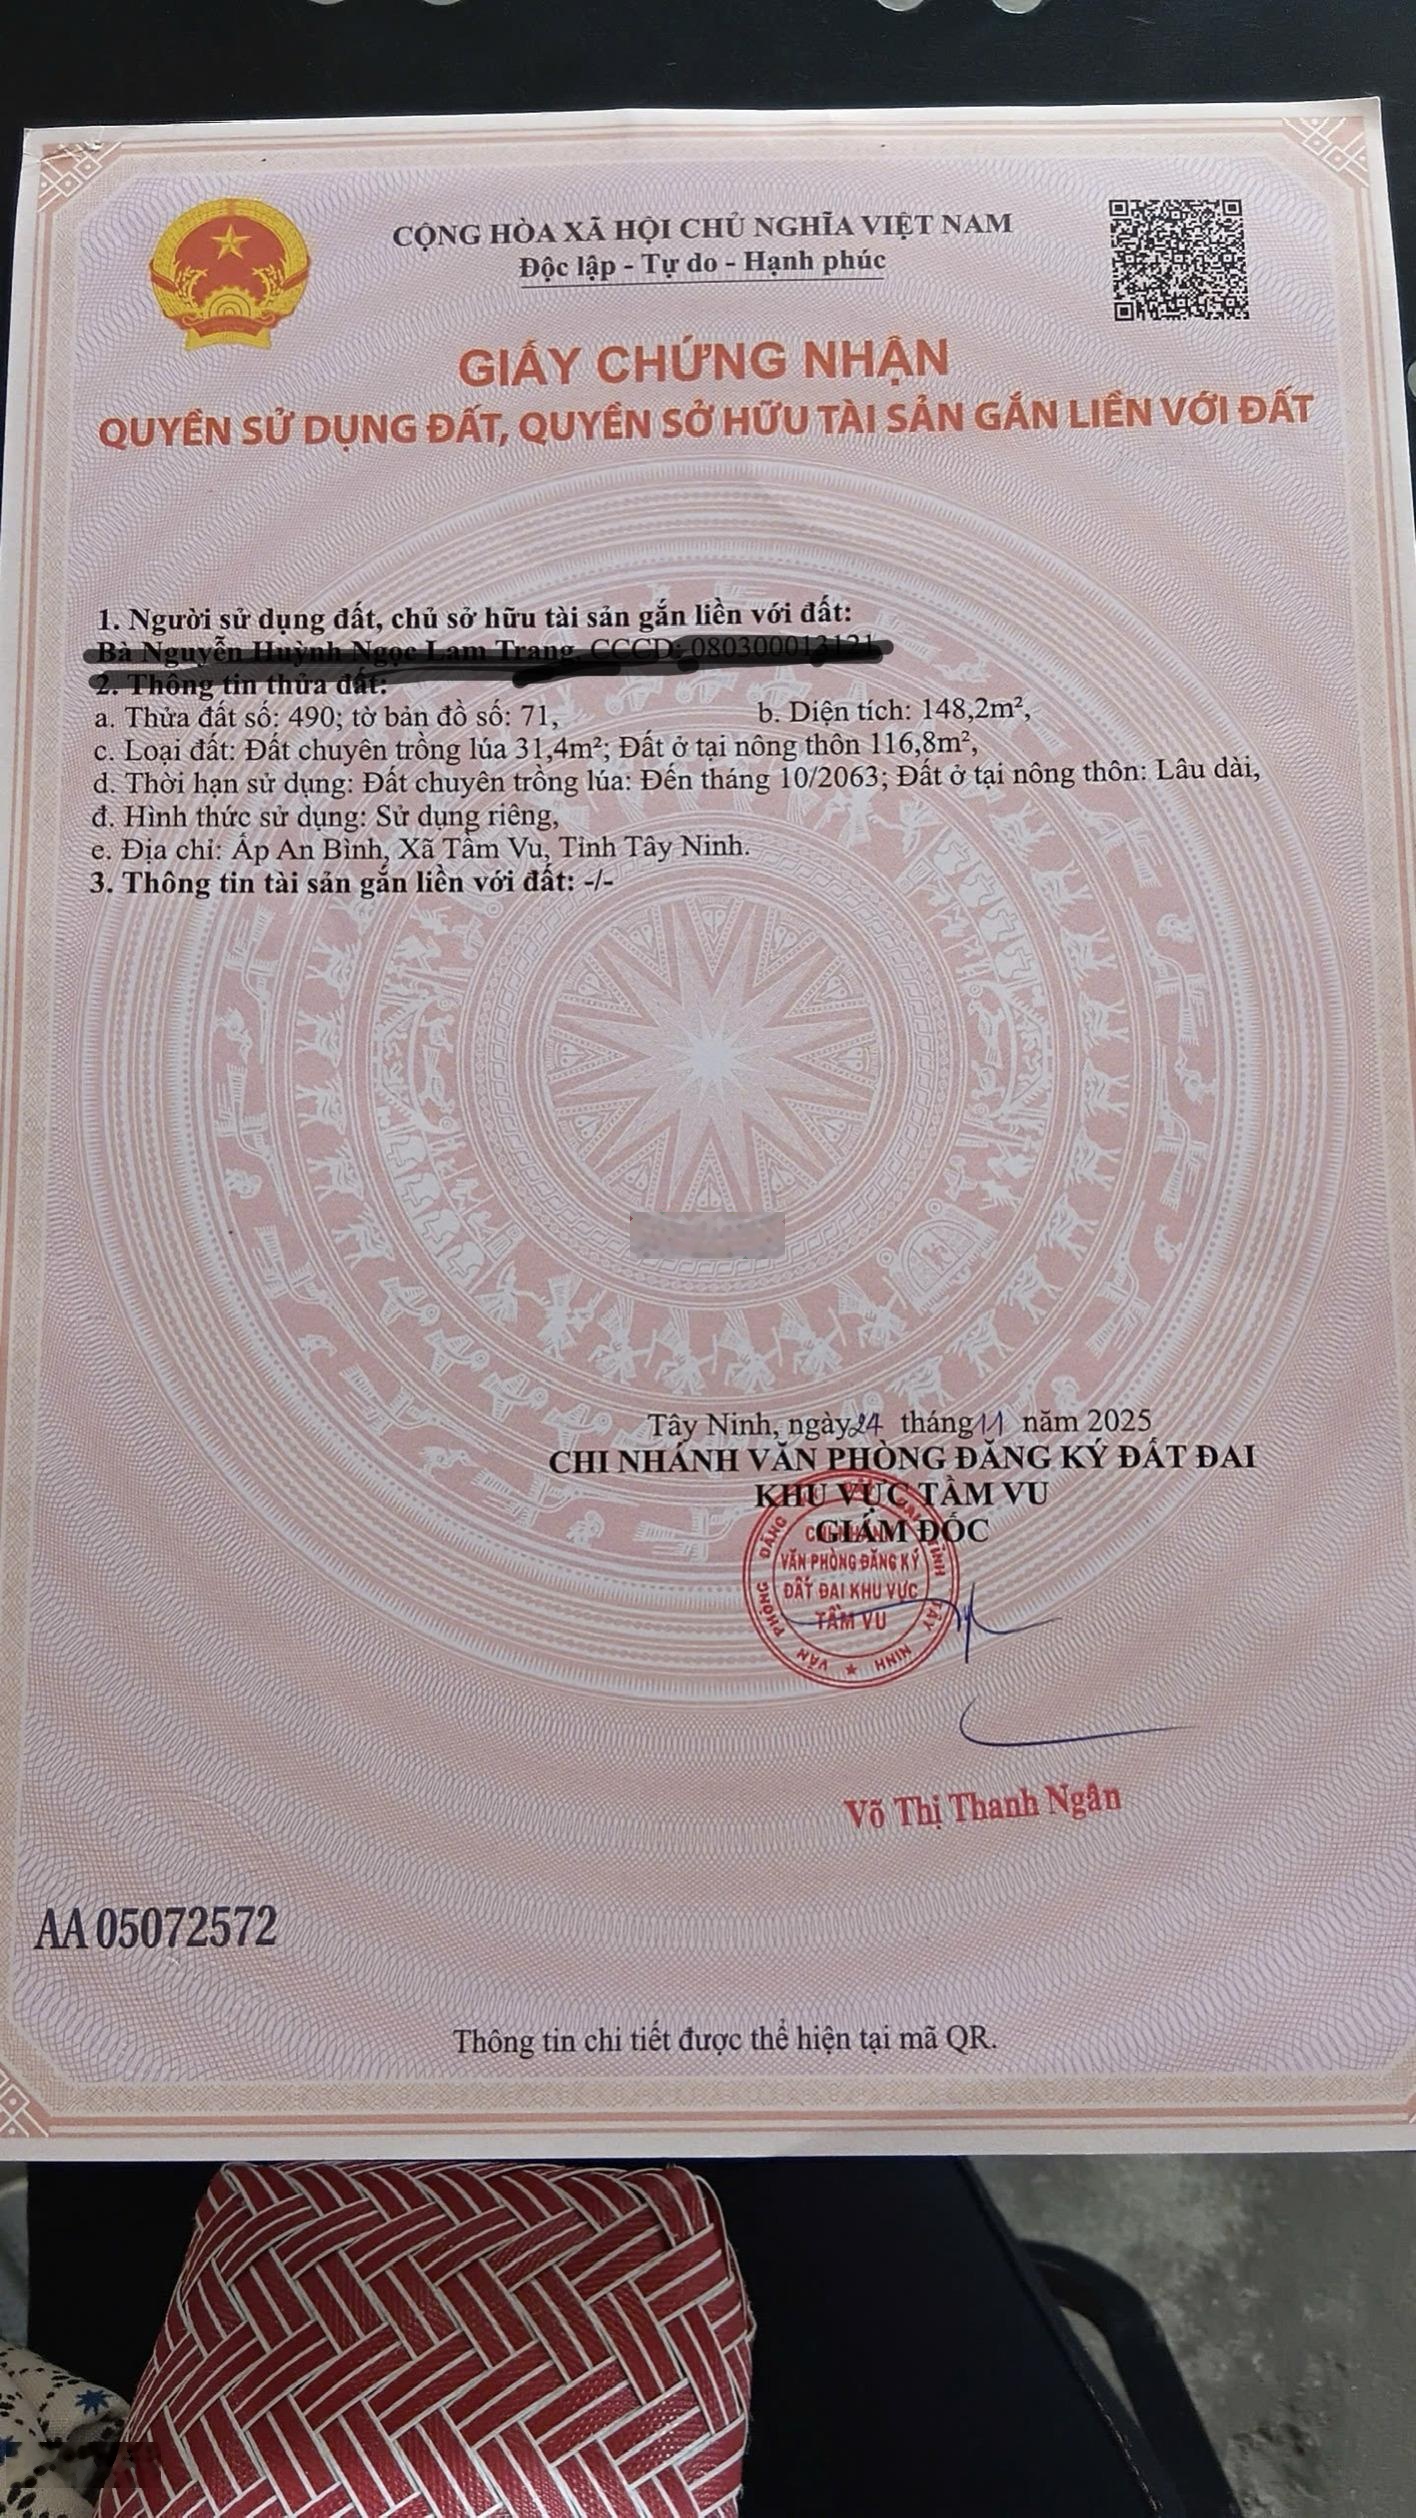 CỘNG HÒA XÃ HỘI CHỦ NGHĨA VIỆT NAM
Độc lập - Tự do - Hạnh phúc
GIẤY CHỨNG NHẬN
QUYỀN SỬ DỤNG ĐẤT, QUYỀN SỞ HỮU TÀI SẢN GẮN LIỀN VỚI ĐẤT
1. Người sử dụng đất, chủ sở hữu tài sản gắn liền với đất:
2. Thông tin thửa đất:
a. Thửa đất số: 490; tờ bản đồ số: 71, b. Diện tích: 148,2m²,
c. Loại đất: Đất chuyên trồng lúa 31,4m²; Đất ở tại nông thôn 116,8m²,
d. Thời hạn sử dụng: Đất chuyên trồng lúa: Đến tháng 10/2063; Đất ở tại nông thôn: Lâu dài,
đ. Hình thức sử dụng: Sử dụng riêng,
e. Địa chỉ: Ấp An Bình, Xã Tầm Vu, Tỉnh Tây Ninh.
3. Thông tin tài sản gắn liền với đất: -/-
Tây Ninh, ngày 24 tháng 11 năm 2025
CHI NHÁNH VĂN PHÒNG ĐĂNG KÝ ĐẤT ĐAI
KHU VỰC TẦM VU
GIÁM ĐỐC
CHI NHÁNH
VĂN PHÒNG ĐĂNG KÝ
ĐẤT ĐAI KHU VỰC
TẦM VU
Võ Thị Thanh Ngân
AA 05072572
Thông tin chi tiết được thể hiện tại mã QR.